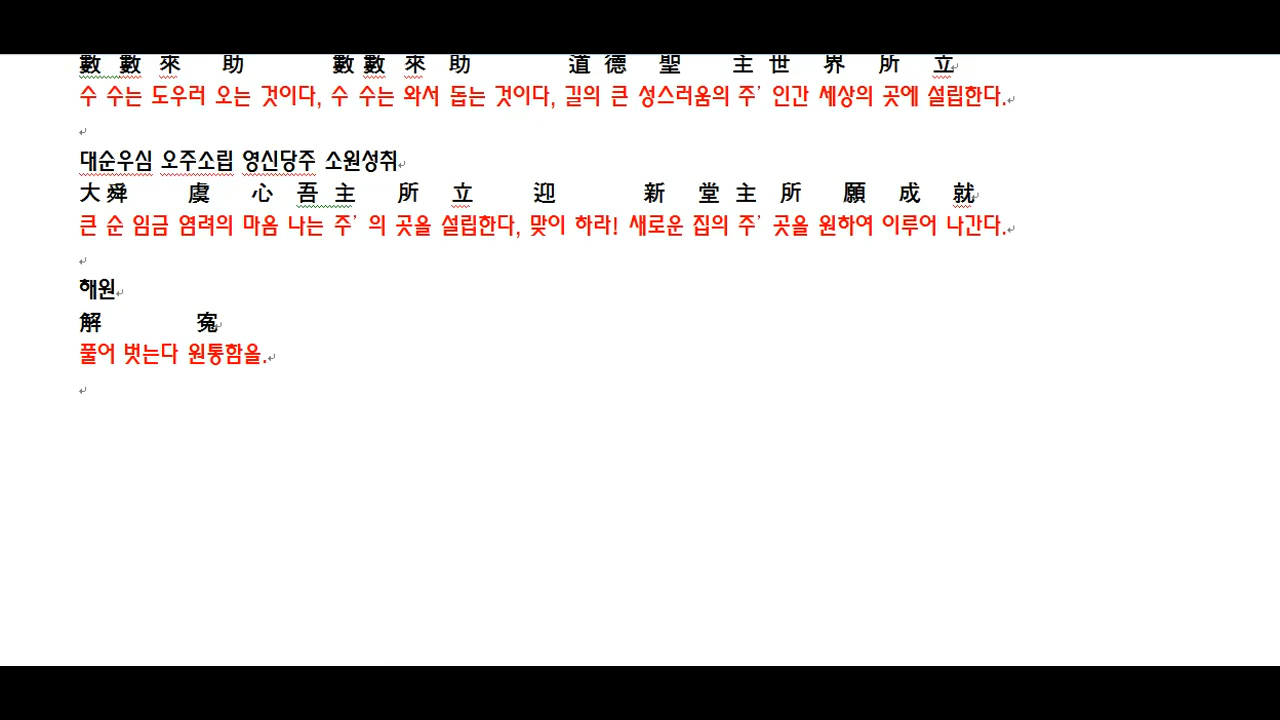 數 數 來 助 數 數 來 助 道 德 聖 主 世 界 所 立
수 수는 도우러 오는 것이다, 수 수는 와서 돕는 것이다, 길의 큰 성스러움의 주’ 인간 세상의 곳에 설립한다.
대순우심 오주소립 영신당주 소원성취
大 舜 虞 心 吾 主 所 立 迎 新 堂 主 所 願 成 就
큰 순 임금 염려의 마음 나는 주’ 의 곳을 설립한다, 맞이 하라! 새로운 집의 주’ 곳을 원하여 이루어 나간다.
해원
解 寃
풀어 벗는다 원통함을.